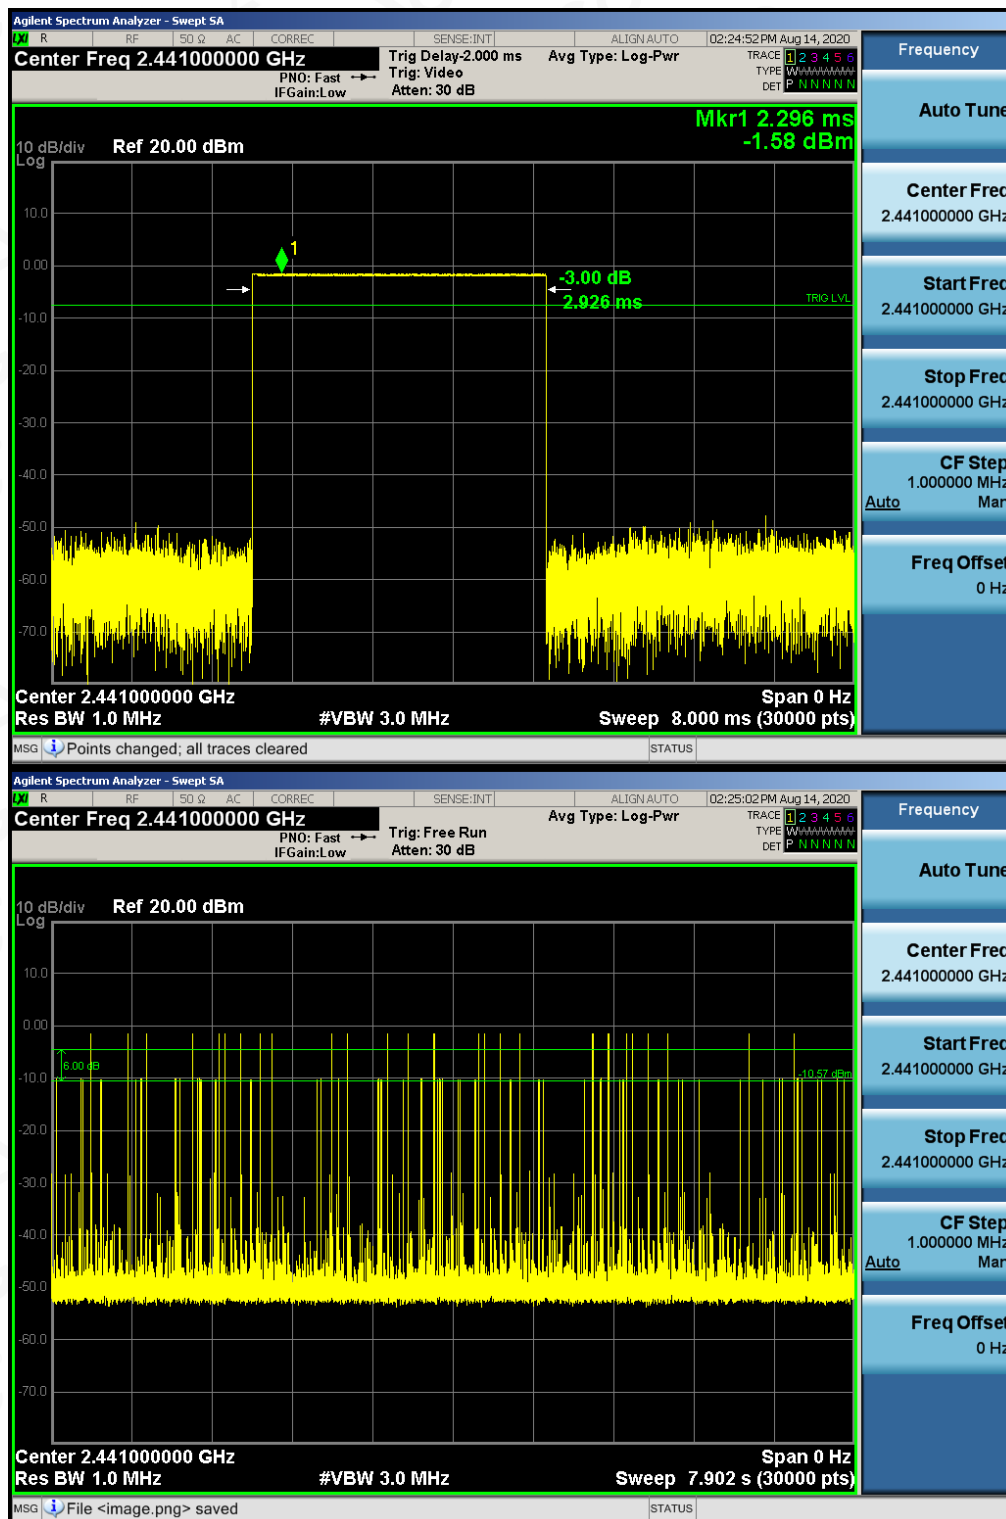 Agilent Spectrum Analyzer - Swept SA
LXI R RF 50 Ω AC CORREC SENSE:INT ALIGN AUTO 02:24:52 PM Aug 14, 2020
Center Freq 2.441000000 GHz
Trig Delay-2.000 ms Avg Type: Log-Pwr TRACE 1 2 3 4 5 6
PNO: Fast Trig: Video TYPE W
IFGain:Low Atten: 30 dB DET P N N N N N
Mkr1 2.296 ms
-1.58 dBm
10 dB/div Ref 20.00 dBm
Log
10.0
0.00
-10.0
-20.0
-30.0
-40.0
-50.0
-60.0
-70.0
1
-3.00 dB
2.926 ms
TRIG LVL
Center 2.441000000 GHz Span 0 Hz
Res BW 1.0 MHz #VBW 3.0 MHz Sweep 8.000 ms (30000 pts)
MSG Points changed; all traces cleared STATUS
Frequency
Auto Tune
Center Freq
2.441000000 GHz
Start Freq
2.441000000 GHz
Stop Freq
2.441000000 GHz
CF Step
1.000000 MHz
Auto Man
Freq Offset
0 Hz
Agilent Spectrum Analyzer - Swept SA
LXI R RF 50 Ω AC CORREC SENSE:INT ALIGN AUTO 02:25:02 PM Aug 14, 2020
Center Freq 2.441000000 GHz
Avg Type: Log-Pwr TRACE 1 2 3 4 5 6
PNO: Fast Trig: Free Run TYPE W
IFGain:Low Atten: 30 dB DET P N N N N N
10 dB/div Ref 20.00 dBm
Log
10.0
0.00
-10.0
-20.0
-30.0
-40.0
-50.0
-60.0
-70.0
6.00 dB
-10.57 dBm
Center 2.441000000 GHz Span 0 Hz
Res BW 1.0 MHz #VBW 3.0 MHz Sweep 7.902 s (30000 pts)
MSG File <image.png> saved STATUS
Frequency
Auto Tune
Center Freq
2.441000000 GHz
Start Freq
2.441000000 GHz
Stop Freq
2.441000000 GHz
CF Step
1.000000 MHz
Auto Man
Freq Offset
0 Hz